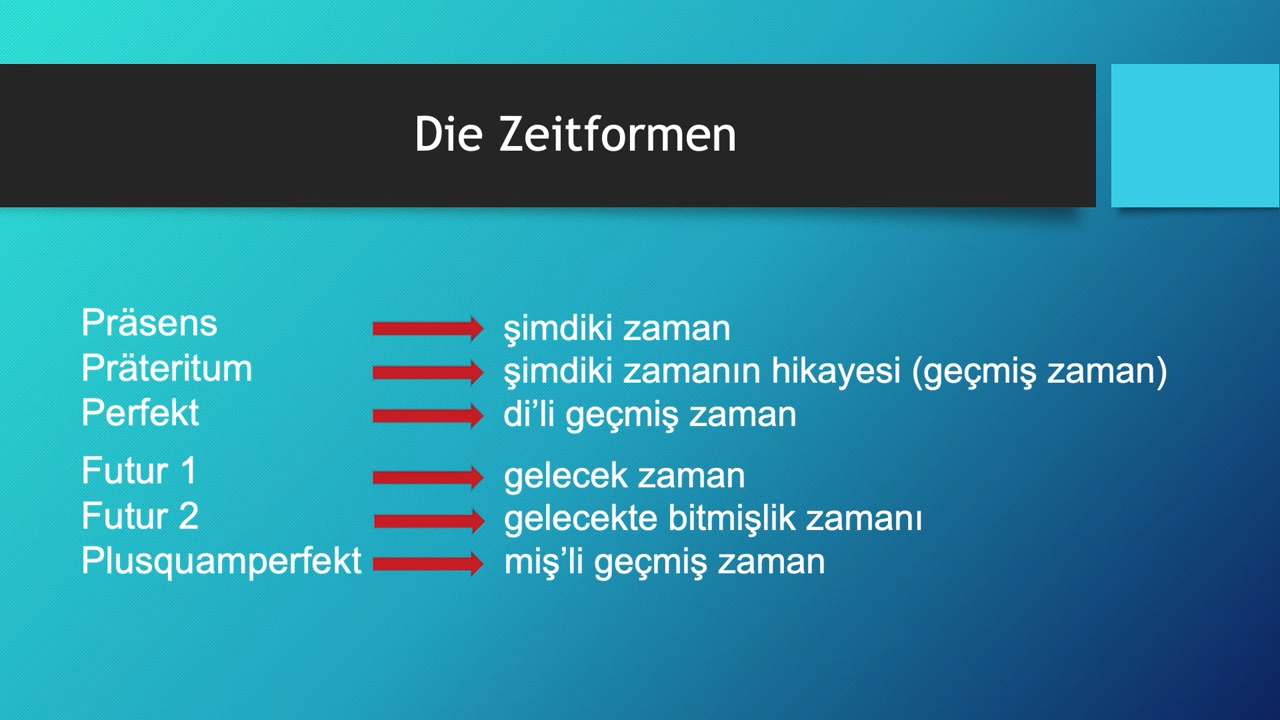 Die Zeitformen
Präsens şimdiki zaman
Präteritum şimdiki zamanın hikayesi (geçmiş zaman)
Perfekt di’li geçmiş zaman
Futur 1 gelecek zaman
Futur 2 gelecekte bitmişlik zamanı
Plusquamperfekt miş’li geçmiş zaman